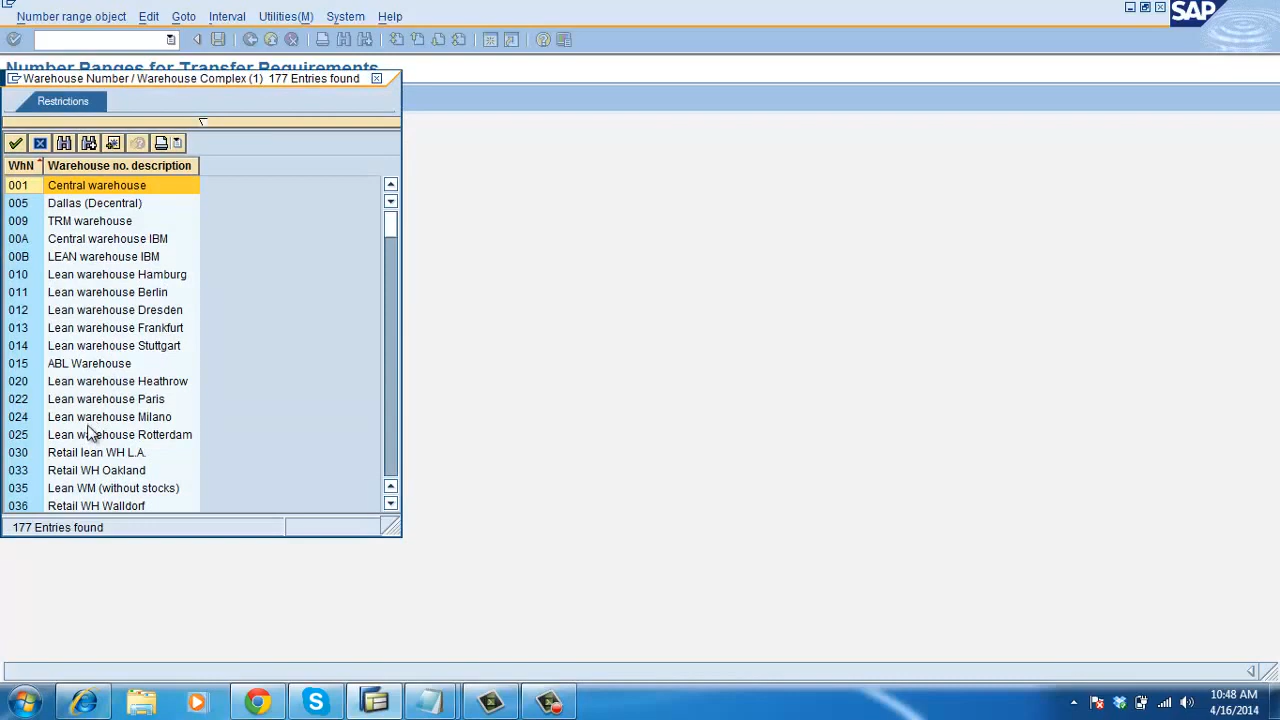 Number range object Edit Goto Interval Utilities(M) System Help
SAP
Number Ranges for Transfer Requirements
Warehouse Number / Warehouse Complex (1) 177 Entries found
Restrictions
WhN Warehouse no. description
001 Central warehouse
005 Dallas (Decentral)
009 TRM warehouse
00A Central warehouse IBM
00B LEAN warehouse IBM
010 Lean warehouse Hamburg
011 Lean warehouse Berlin
012 Lean warehouse Dresden
013 Lean warehouse Frankfurt
014 Lean warehouse Stuttgart
015 ABL Warehouse
020 Lean warehouse Heathrow
022 Lean warehouse Paris
024 Lean warehouse Milano
025 Lean warehouse Rotterdam
030 Retail lean WH L.A.
033 Retail WH Oakland
035 Lean WM (without stocks)
036 Retail WH Walldorf
177 Entries found
10:48 AM
4/16/2014